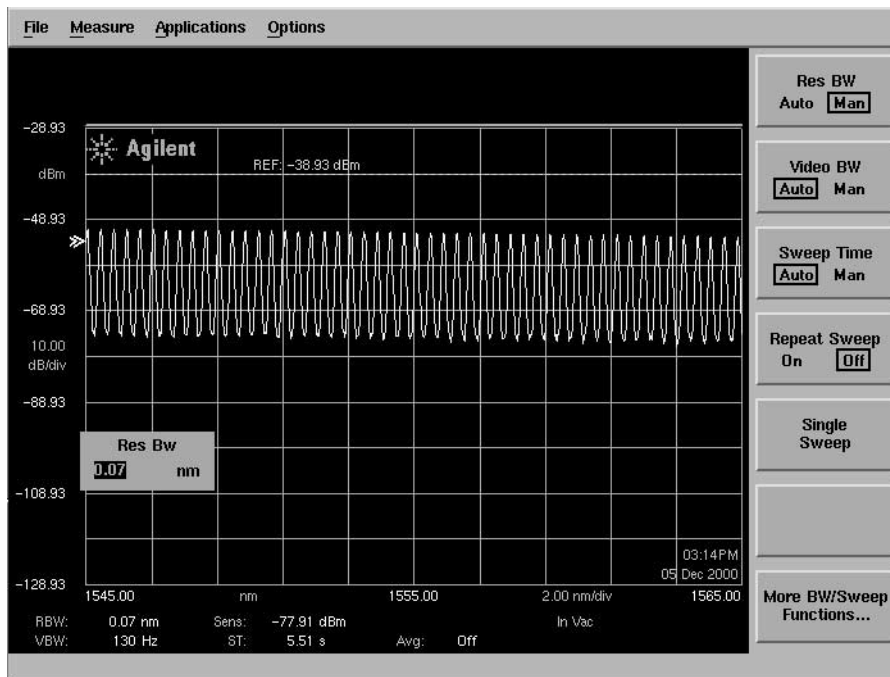 File Measure Applications Options
Res BW
Auto Man
Video BW
Auto Man
Sweep Time
Auto Man
Repeat Sweep
On Off
Single
Sweep
More BW/Sweep
Functions...
-28.93
Agilent
REF: -38.93 dBm
dBm
-48.93
-68.93
10.00
dB/div
-88.93
Res Bw
0.07 nm
-108.93
03:14PM
05 Dec 2000
-128.93
1545.00 nm 1555.00 2.00 nm/div 1565.00
RBW: 0.07 nm Sens: -77.91 dBm In Vac
VBW: 130 Hz ST: 5.51 s Avg: Off